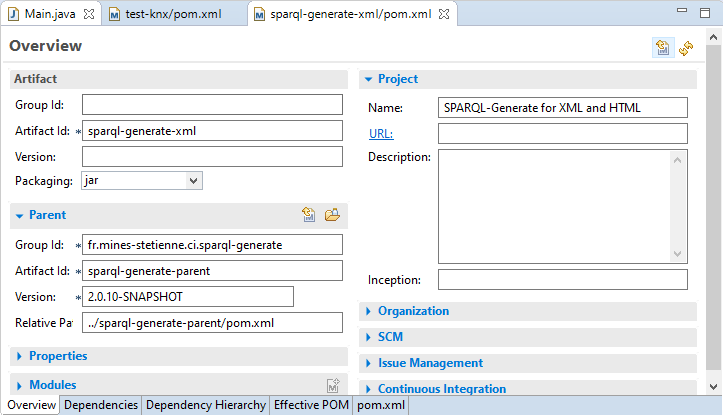 Main.java
test-knx/pom.xml
sparql-generate-xml/pom.xml
Overview
Artifact
Group Id:
Artifact Id: * sparql-generate-xml
Version:
Packaging: jar
Parent
Group Id: * fr.mines-stetienne.ci.sparql-generate
Artifact Id: * sparql-generate-parent
Version: * 2.0.10-SNAPSHOT
Relative Pa ../sparql-generate-parent/pom.xml
Properties
Modules
Project
Name: SPARQL-Generate for XML and HTML
URL:
Description:
Inception:
Organization
SCM
Issue Management
Continuous Integration
Overview Dependencies Dependency Hierarchy Effective POM pom.xml